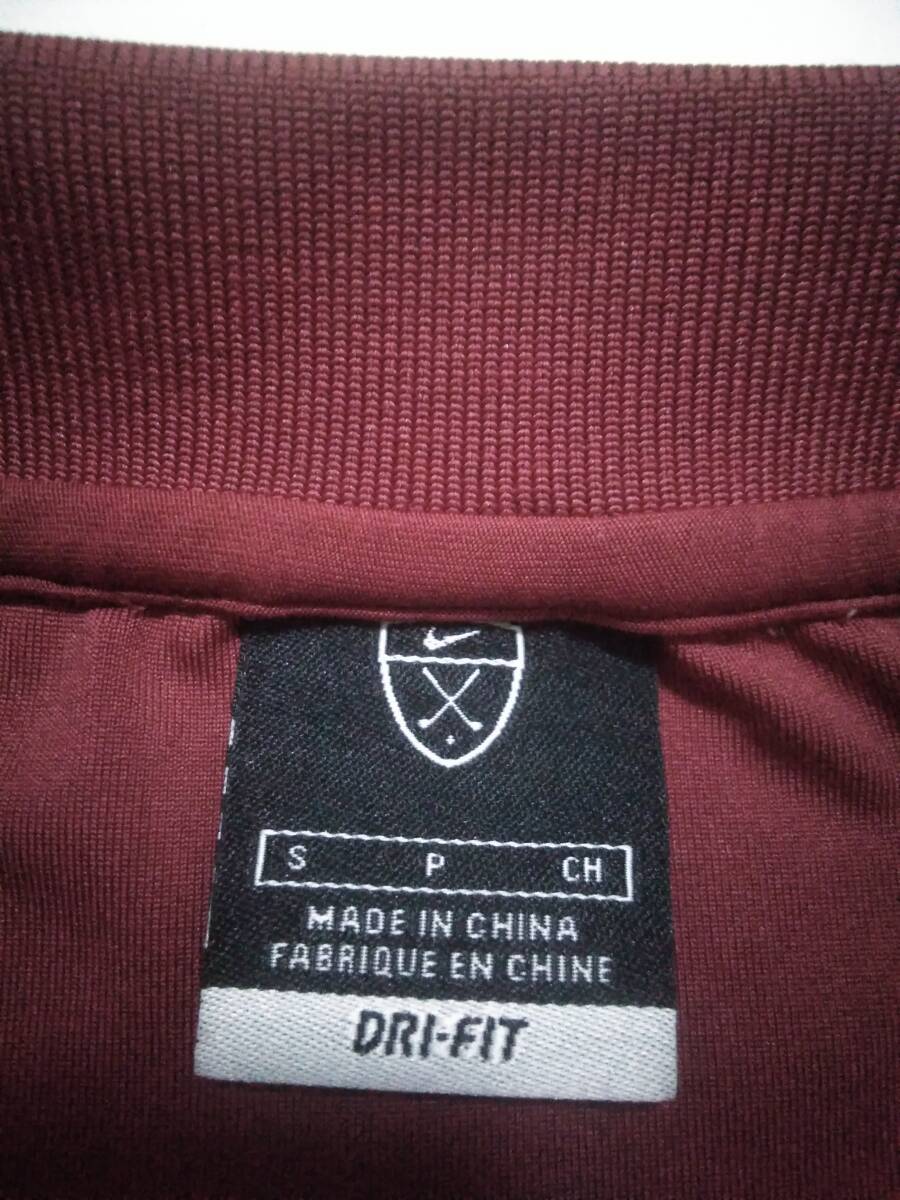 S P CH
MADE IN CHINA
FABRIQUE EN CHINE
DRI-FIT